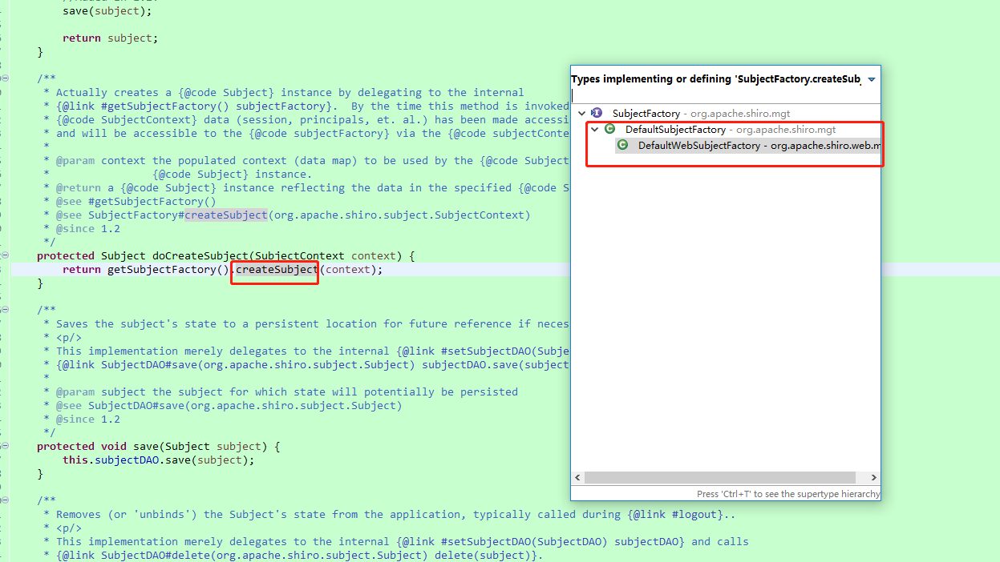 save(subject);
return subject;
}
/**
* Actually creates a {@code Subject} instance by delegating to the internal
* {@link #getSubjectFactory() subjectFactory}.  By the time this method is invoked
* {@code SubjectContext} data (session, principals, et. al.) has been made accessi
* and will be accessible to the {@code subjectFactory} via the {@code subjectConte
*
* @param context the populated context (data map) to be used by the {@code Subject
*                {@code Subject} instance.
* @return a {@code Subject} instance reflecting the data in the specified {@code S
* @see #getSubjectFactory()
* @see SubjectFactory#createSubject(org.apache.shiro.subject.SubjectContext)
* @since 1.2
*/
protected Subject doCreateSubject(SubjectContext context) {
return getSubjectFactory().createSubject(context);
}
/**
* Saves the subject's state to a persistent location for future reference if neces
* <p/>
* This implementation merely delegates to the internal {@link #setSubjectDAO(Subje
* {@link SubjectDAO#save(org.apache.shiro.subject.Subject) subjectDAO.save(subject
*
* @param subject the subject for which state will potentially be persisted
* @see SubjectDAO#save(org.apache.shiro.subject.Subject)
* @since 1.2
*/
protected void save(Subject subject) {
this.subjectDAO.save(subject);
}
/**
* Removes (or 'unbinds') the Subject's state from the application, typically called during {@link #logout}..
* <p/>
* This implementation merely delegates to the internal {@link #setSubjectDAO(SubjectDAO) subjectDAO} and calls
* {@link SubjectDAO#delete(org.apache.shiro.subject.Subject) delete(subject)}.
Types implementing or defining 'SubjectFactory.createSub
SubjectFactory - org.apache.shiro.mgt
DefaultSubjectFactory - org.apache.shiro.mgt
DefaultWebSubjectFactory - org.apache.shiro.web.m
Press 'Ctrl+T' to see the supertype hierarchy